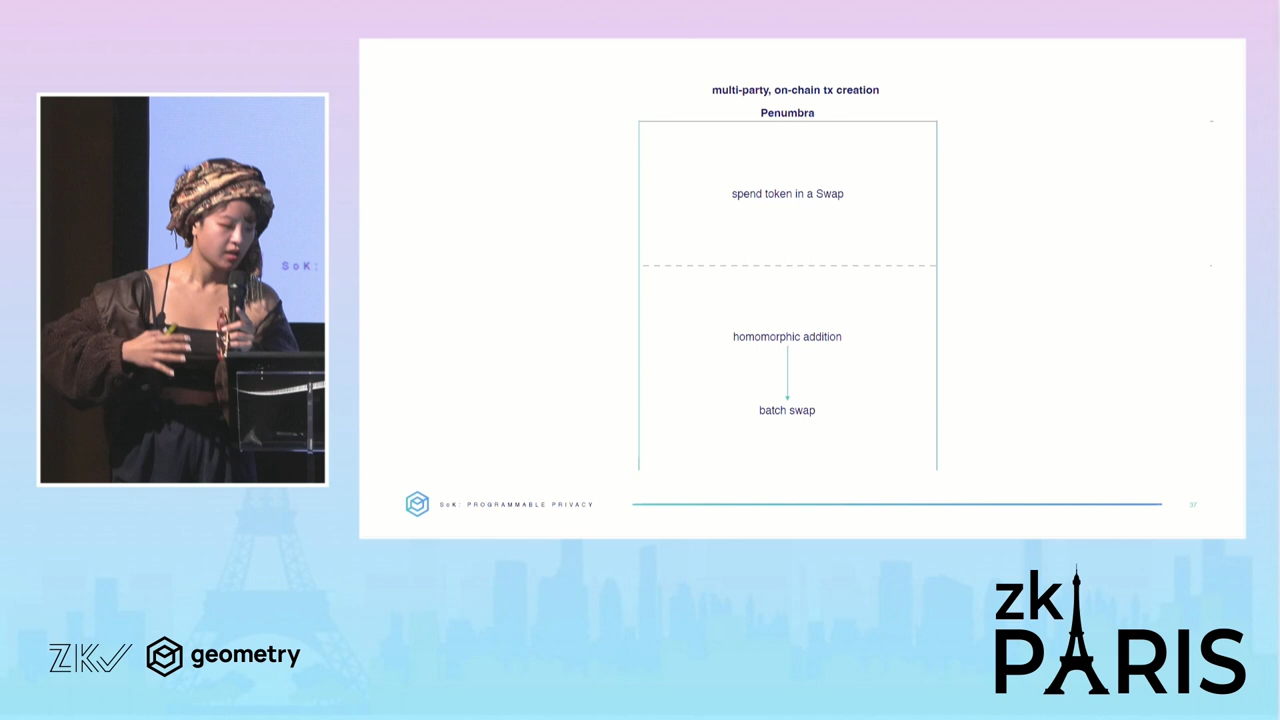 multi-party, on-chain tx creation
Penumbra
spend token in a Swap
homomorphic addition
batch swap
SoK: PROGRAMMABLE PRIVACY
37
SoK:
ZKV
geometry
zk
PARIS